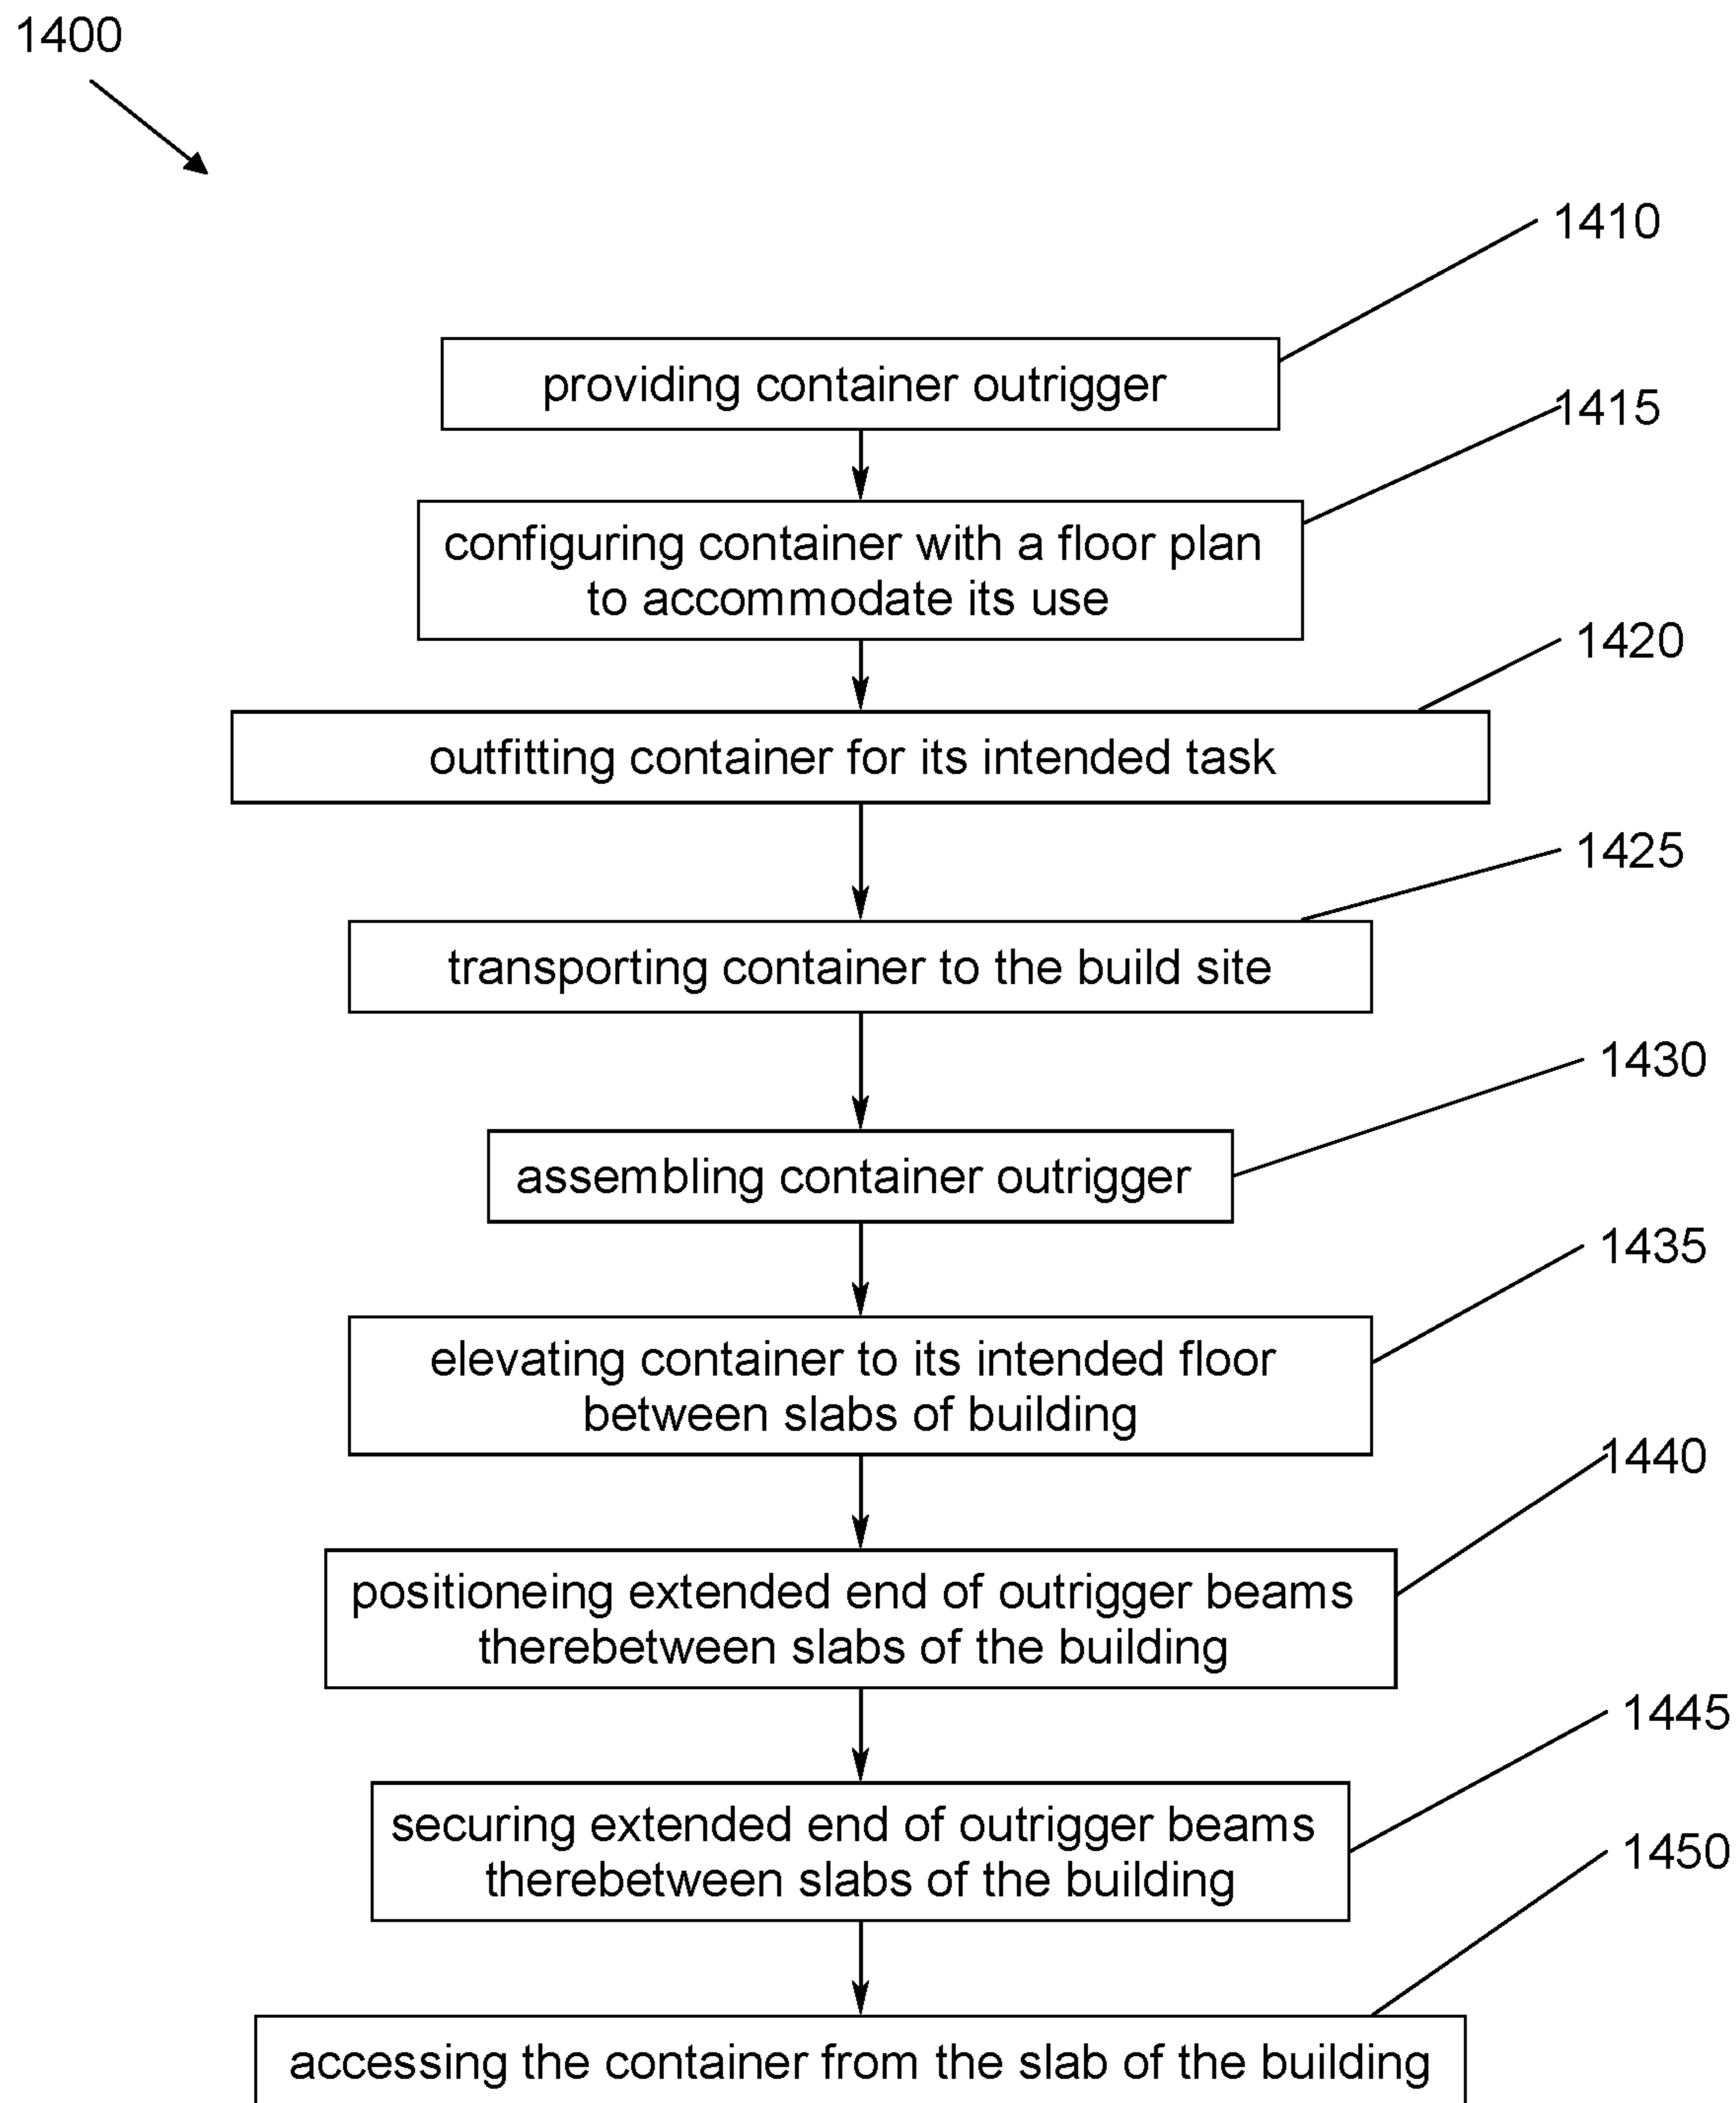 1400
1410
providing container outrigger
1415
configuring container with a floor plan
to accommodate its use
1420
outfitting container for its intended task
1425
transporting container to the build site
1430
assembling container outrigger
1435
elevating container to its intended floor
between slabs of building
1440
positioneing extended end of outrigger beams
therebetween slabs of the building
1445
securing extended end of outrigger beams
therebetween slabs of the building
1450
accessing the container from the slab of the building